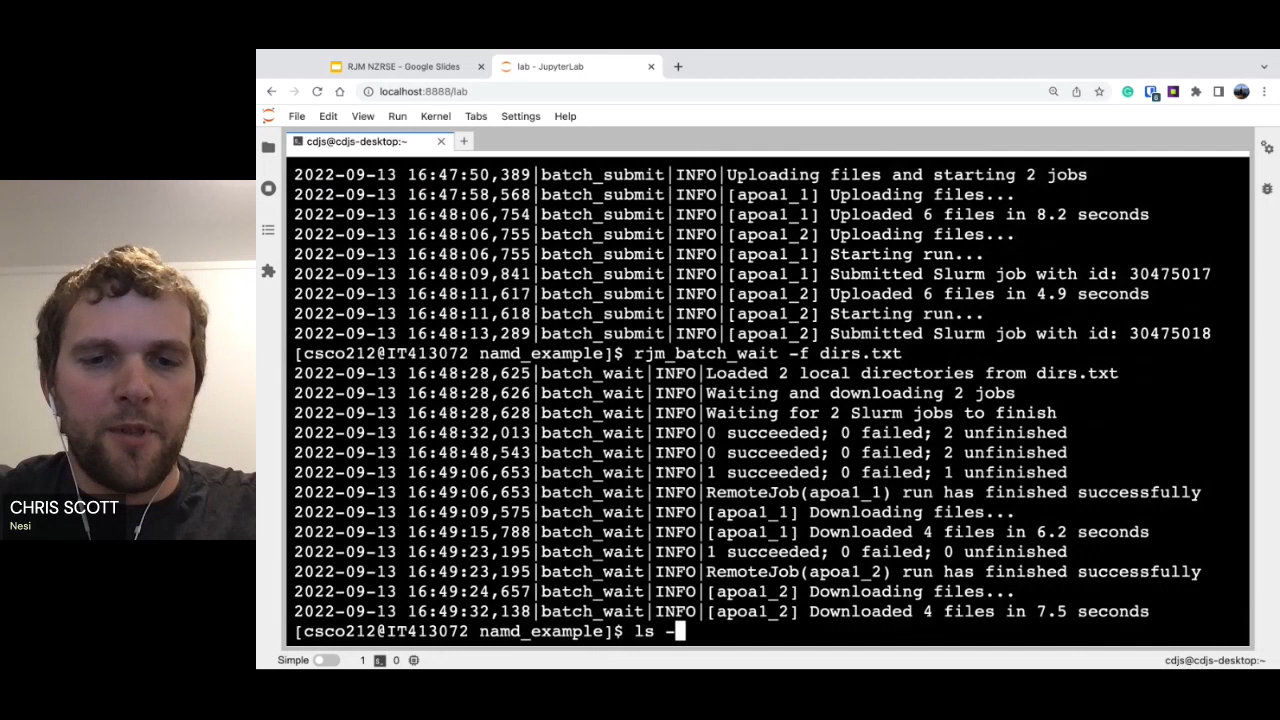 RJM NZRSE - Google Slides
lab - JupyterLab
localhost:8888/lab
File Edit View Run Kernel Tabs Settings Help
cdjs@cdjs-desktop:~
2022-09-13 16:47:50,389|batch_submit|INFO|Uploading files and starting 2 jobs
2022-09-13 16:47:58,568|batch_submit|INFO|[apoa1_1] Uploading files...
2022-09-13 16:48:06,754|batch_submit|INFO|[apoa1_1] Uploaded 6 files in 8.2 seconds
2022-09-13 16:48:06,755|batch_submit|INFO|[apoa1_2] Uploading files...
2022-09-13 16:48:06,755|batch_submit|INFO|[apoa1_1] Starting run...
2022-09-13 16:48:09,841|batch_submit|INFO|[apoa1_1] Submitted Slurm job with id: 30475017
2022-09-13 16:48:11,617|batch_submit|INFO|[apoa1_2] Uploaded 6 files in 4.9 seconds
2022-09-13 16:48:11,618|batch_submit|INFO|[apoa1_2] Starting run...
2022-09-13 16:48:13,289|batch_submit|INFO|[apoa1_2] Submitted Slurm job with id: 30475018
[csco212@IT413072 namd_example]$ rjm_batch_wait -f dirs.txt
2022-09-13 16:48:28,625|batch_wait|INFO|Loaded 2 local directories from dirs.txt
2022-09-13 16:48:28,626|batch_wait|INFO|Waiting and downloading 2 jobs
2022-09-13 16:48:28,628|batch_wait|INFO|Waiting for 2 Slurm jobs to finish
2022-09-13 16:48:32,013|batch_wait|INFO|0 succeeded; 0 failed; 2 unfinished
2022-09-13 16:48:48,543|batch_wait|INFO|0 succeeded; 0 failed; 2 unfinished
2022-09-13 16:49:06,653|batch_wait|INFO|1 succeeded; 0 failed; 1 unfinished
2022-09-13 16:49:06,653|batch_wait|INFO|RemoteJob(apoa1_1) run has finished successfully
2022-09-13 16:49:09,575|batch_wait|INFO|[apoa1_1] Downloading files...
2022-09-13 16:49:15,788|batch_wait|INFO|[apoa1_1] Downloaded 4 files in 6.2 seconds
2022-09-13 16:49:23,195|batch_wait|INFO|1 succeeded; 0 failed; 0 unfinished
2022-09-13 16:49:23,195|batch_wait|INFO|RemoteJob(apoa1_2) run has finished successfully
2022-09-13 16:49:24,657|batch_wait|INFO|[apoa1_2] Downloading files...
2022-09-13 16:49:32,138|batch_wait|INFO|[apoa1_2] Downloaded 4 files in 7.5 seconds
[csco212@IT413072 namd_example]$ ls -
Simple 1 0 cdjs@cdjs-desktop:~
CHRIS SCOTT
Nesi